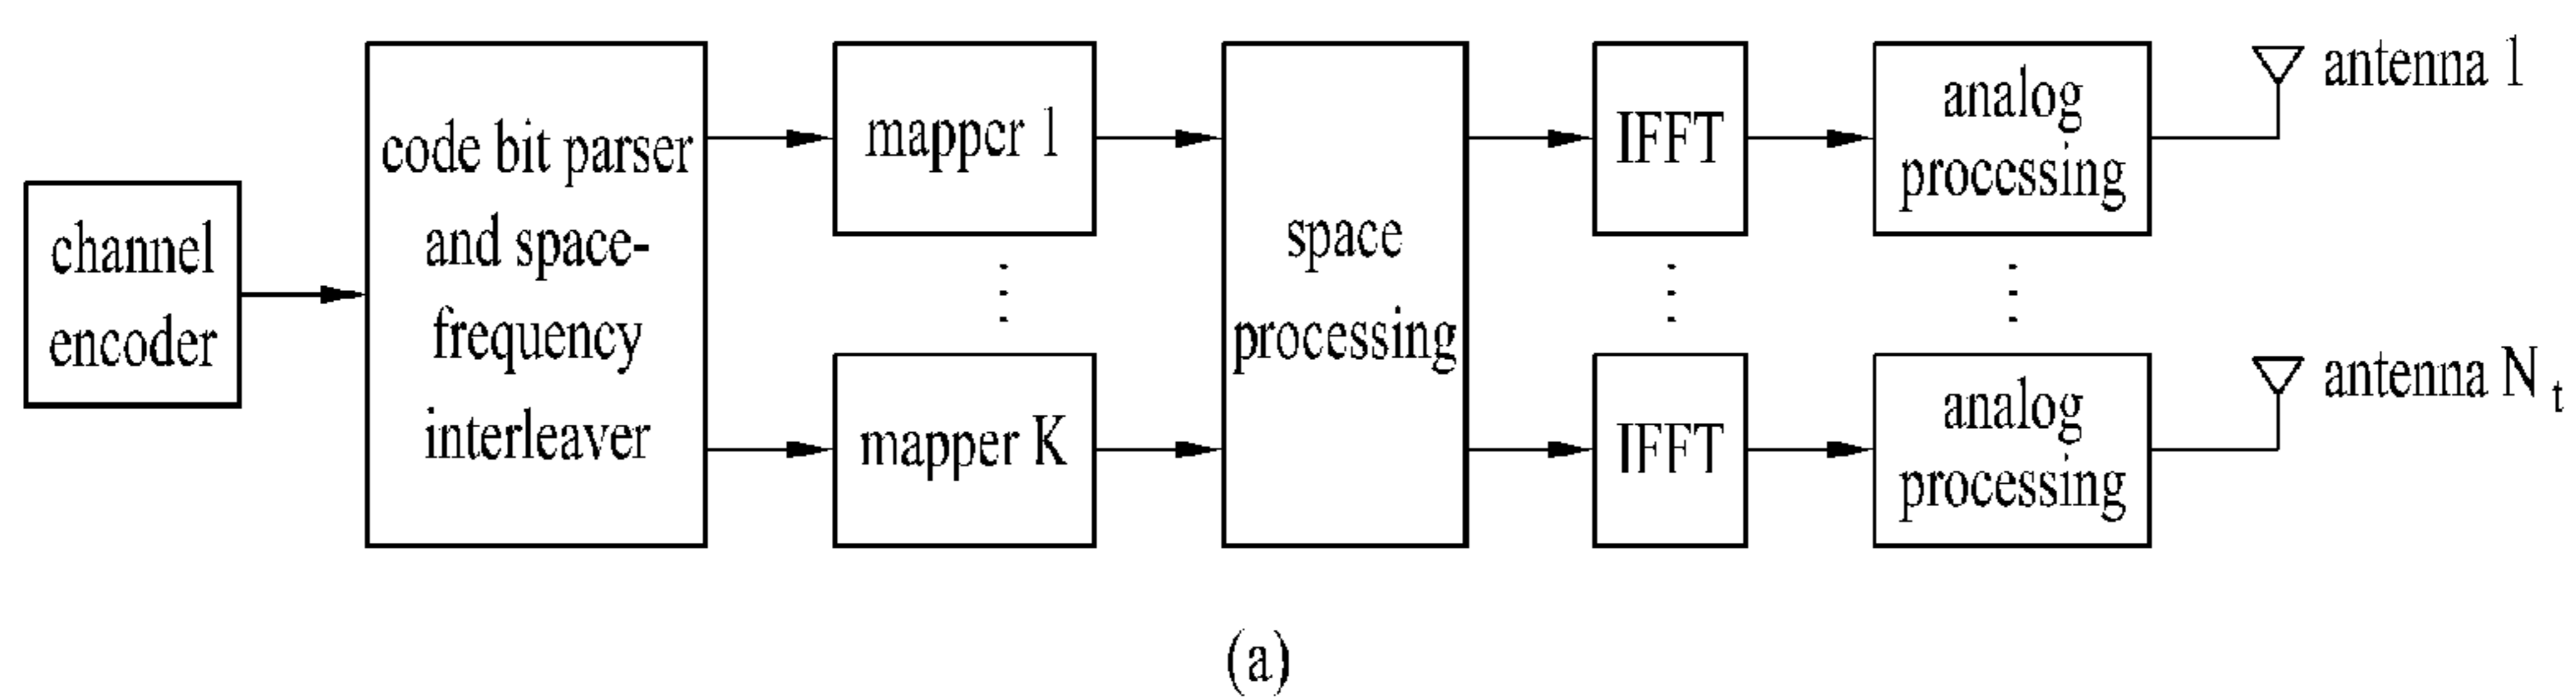 channel
encoder
code bit parser
and space-
frequency
interleaver
mapper 1
mapper K
space
processing
IFFT
IFFT
analog
processing
analog
processing
antenna 1
antenna N t
(a)